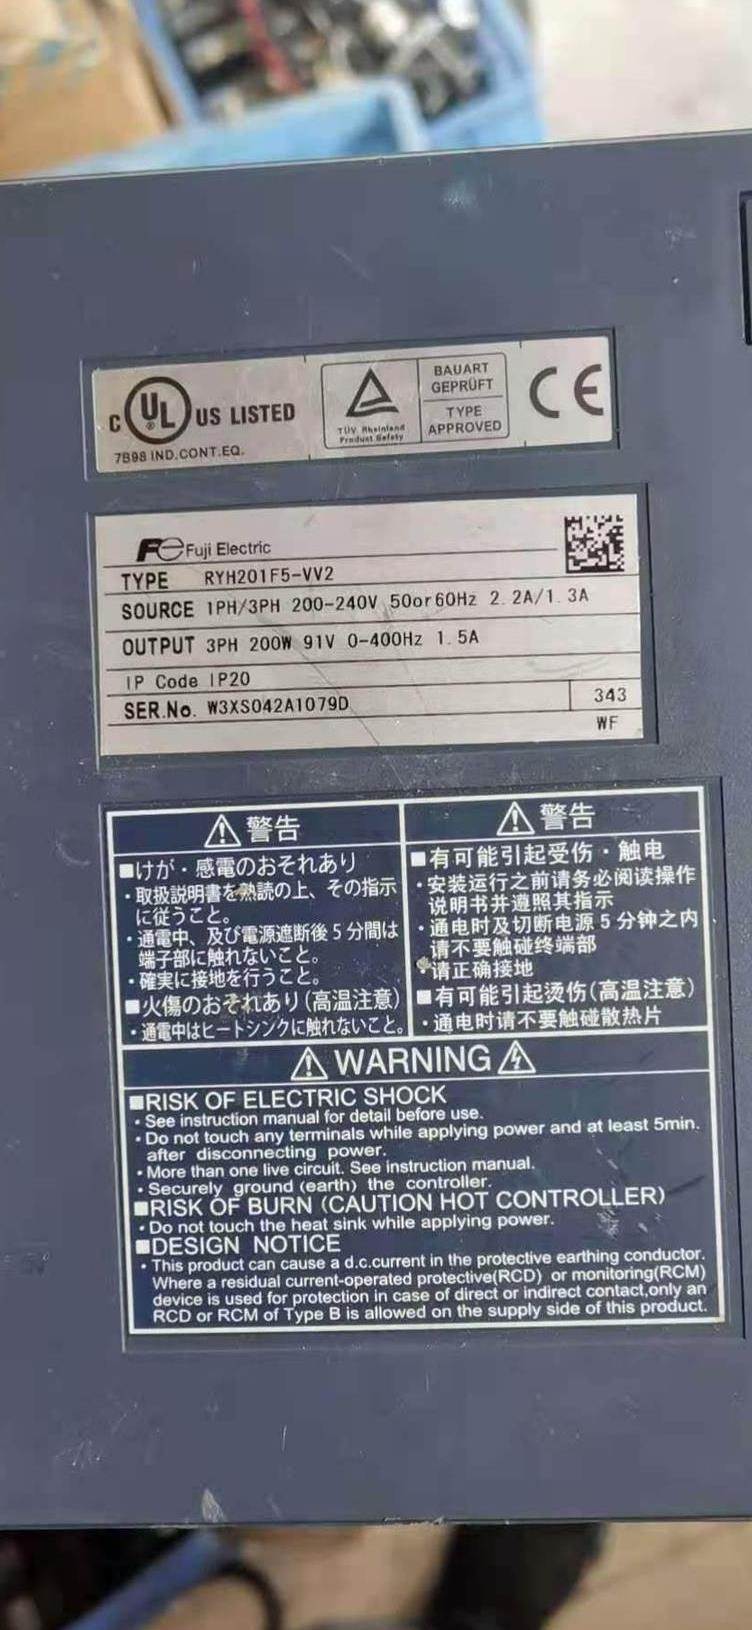 C UL US LISTED
®
7B98 IND.CONT.EQ.
TÜV Rheinland
Product Safety
BAUART
GEPRÜFT
TYPE
APPROVED
CE
Fe Fuji Electric
TYPE RYH201F5-VV2
SOURCE 1PH/3PH 200-240V 50or60Hz 2.2A/1.3A
OUTPUT 3PH 200W 91V 0-400Hz 1.5A
IP Code IP20
SER.No. W3XS042A1079D 343
WF
警告
■けが・感電のおそれあり
・取扱説明書を熟読の上、その指示
に従うこと。
・通電中、及び電源遮断後5分間は
端子部に触れないこと。
・確実に接地を行うこと。
■火傷のおそれあり(高温注意)
・通電中はヒートシンクに触れないこと。
警告
■有可能引起受伤・触电
・安装运行之前请务必阅读操作
说明书并遵照其指示
・通电时及切断电源5分钟之内
请不要触碰终端部
・请正确接地
■有可能引起烫伤(高温注意)
・通电时请不要触碰散热片
WARNING
■RISK OF ELECTRIC SHOCK
・See instruction manual for detail before use.
・Do not touch any terminals while applying power and at least 5min.
after disconnecting power.
・More than one live circuit. See instruction manual.
・Securely ground (earth) the controller.
■RISK OF BURN (CAUTION HOT CONTROLLER)
・Do not touch the heat sink while applying power.
■DESIGN NOTICE
・This product can cause a d.c.current in the protective earthing conductor.
Where a residual current-operated protective(RCD) or monitoring(RCM)
device is used for protection in case of direct or indirect contact,only an
RCD or RCM of Type B is allowed on the supply side of this product.